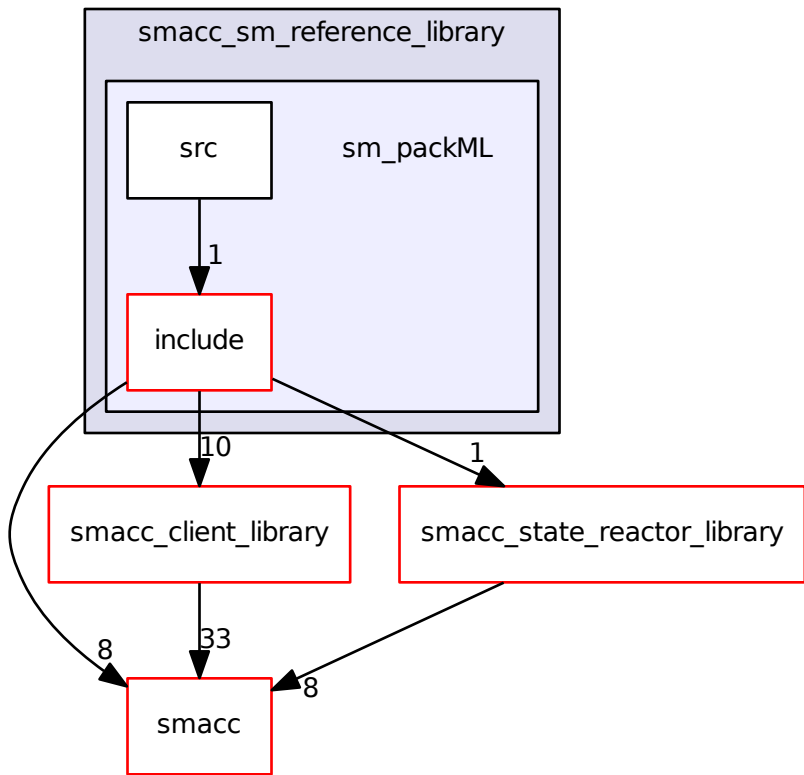 smacc_sm_reference_library
src
sm_packML
1
include
10
1
smacc_client_library
smacc_state_reactor_library
33
8
8
smacc